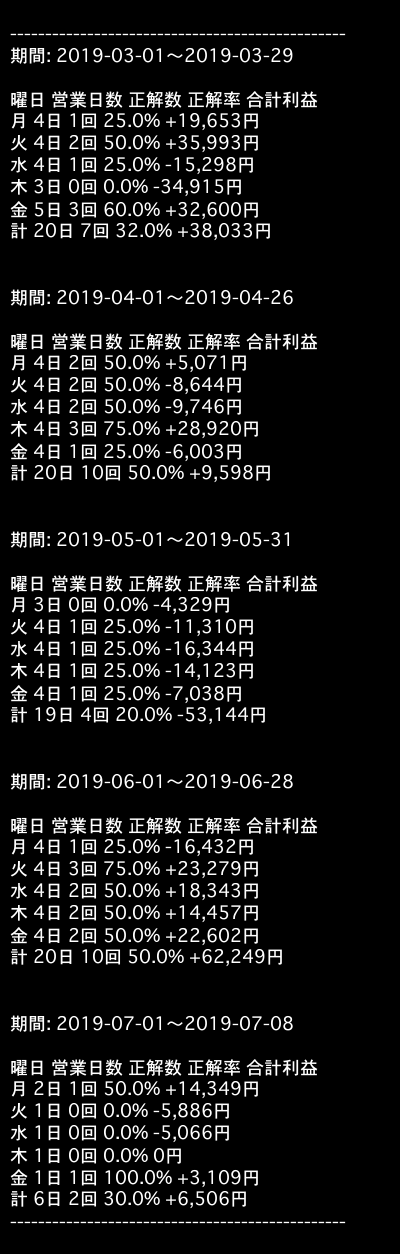 ------------------------------------------------
期間: 2019-03-01～2019-03-29
曜日 営業日数 正解数 正解率 合計利益
月 4日 1回 25.0% +19,653円
火 4日 2回 50.0% +35,993円
水 4日 1回 25.0% -15,298円
木 3日 0回 0.0% -34,915円
金 5日 3回 60.0% +32,600円
計 20日 7回 32.0% +38,033円
期間: 2019-04-01～2019-04-26
曜日 営業日数 正解数 正解率 合計利益
月 4日 2回 50.0% +5,071円
火 4日 2回 50.0% -8,644円
水 4日 2回 50.0% -9,746円
木 4日 3回 75.0% +28,920円
金 4日 1回 25.0% -6,003円
計 20日 10回 50.0% +9,598円
期間: 2019-05-01～2019-05-31
曜日 営業日数 正解数 正解率 合計利益
月 3日 0回 0.0% -4,329円
火 4日 1回 25.0% -11,310円
水 4日 1回 25.0% -16,344円
木 4日 1回 25.0% -14,123円
金 4日 1回 25.0% -7,038円
計 19日 4回 20.0% -53,144円
期間: 2019-06-01～2019-06-28
曜日 営業日数 正解数 正解率 合計利益
月 4日 1回 25.0% -16,432円
火 4日 3回 75.0% +23,279円
水 4日 2回 50.0% +18,343円
木 4日 2回 50.0% +14,457円
金 4日 2回 50.0% +22,602円
計 20日 10回 50.0% +62,249円
期間: 2019-07-01～2019-07-08
曜日 営業日数 正解数 正解率 合計利益
月 2日 1回 50.0% +14,349円
火 1日 0回 0.0% -5,886円
水 1日 0回 0.0% -5,066円
木 1日 0回 0.0% 0円
金 1日 1回 100.0% +3,109円
計 6日 2回 30.0% +6,506円
------------------------------------------------